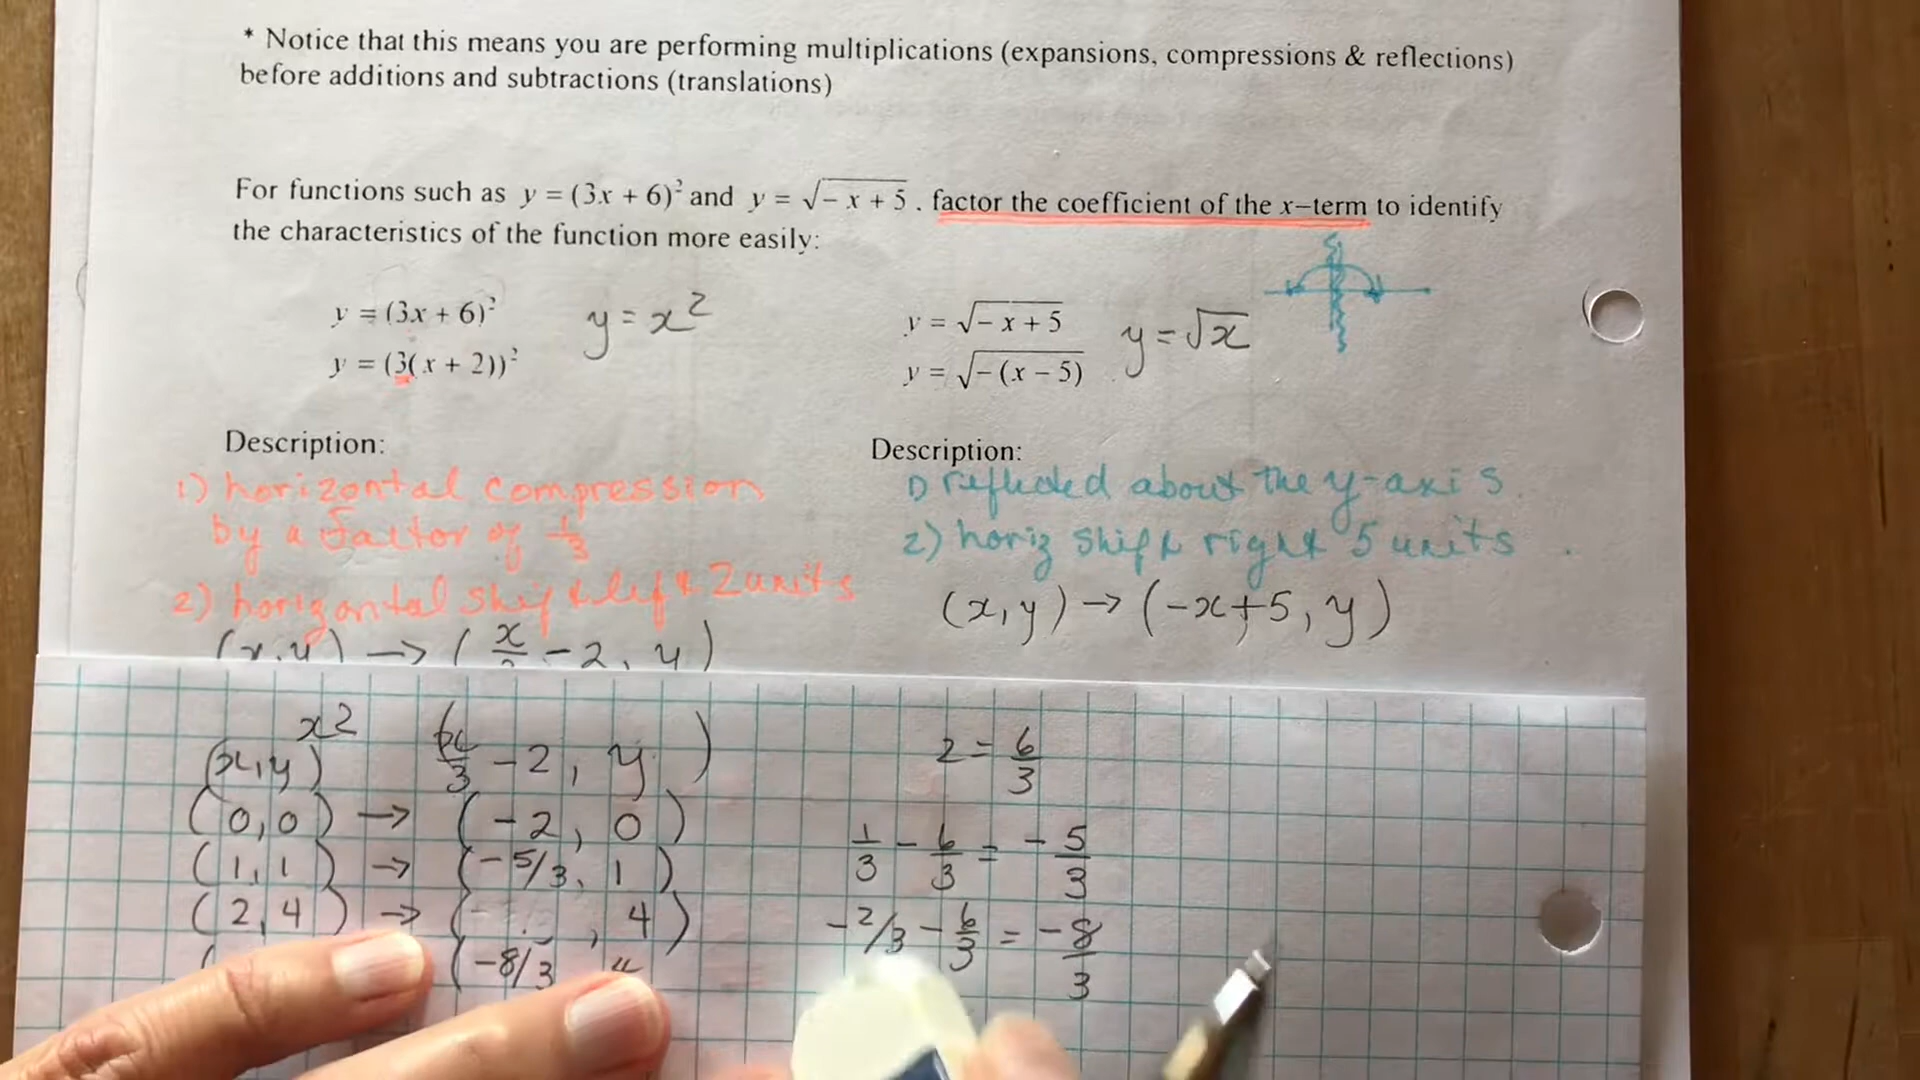 * Notice that this means you are performing multiplications (expansions, compressions & reflections)
before additions and subtractions (translations)
For functions such as y = (3x + 6)² and y = √(-x + 5) . factor the coefficient of the x-term to identify
the characteristics of the function more easily:
y = (3x + 6)²
y = x²
y = (3(x + 2))²
y = √(-x + 5)
y = √x
y = √(-(x - 5))
Description:
1) horizontal compression
by a factor of 1/3
2) horizontal shift left 2 units
(x,y) → (x/3 - 2, y)
Description:
1) reflected about the y-axis
2) horiz shift right 5 units
(x,y) → (-x+5, y)
x²
(x,y) (x/3 - 2, y)
(0,0) → (-2, 0)
(1,1) → (-5/3, 1)
(2,4) → ( , 4)
( (-8/3
2 = 6/3
1/3 - 6/3 = -5/3
-2/3 - 6/3 = -8/3